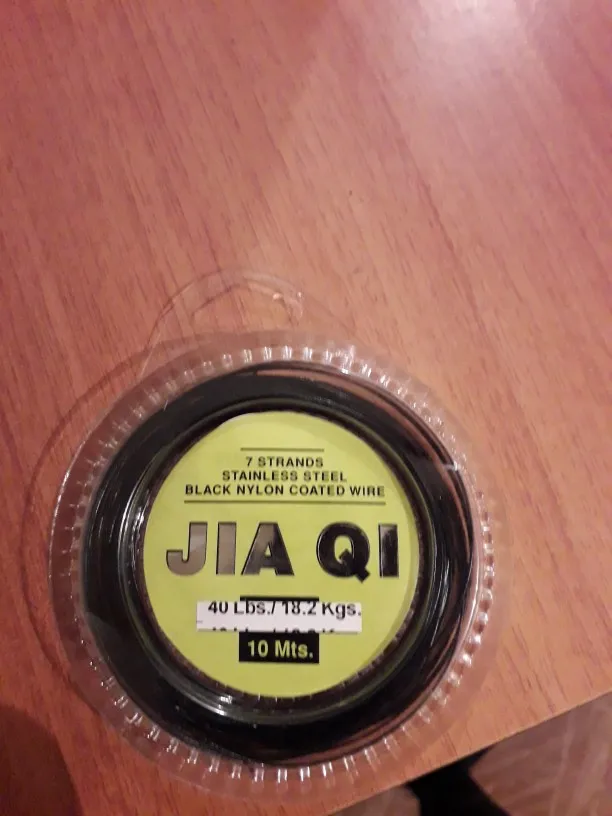 7 STRANDS
STAINLESS STEEL
BLACK NYLON COATED WIRE
JIA QI
40 Lbs./ 18.2 Kgs.
10 Mts.